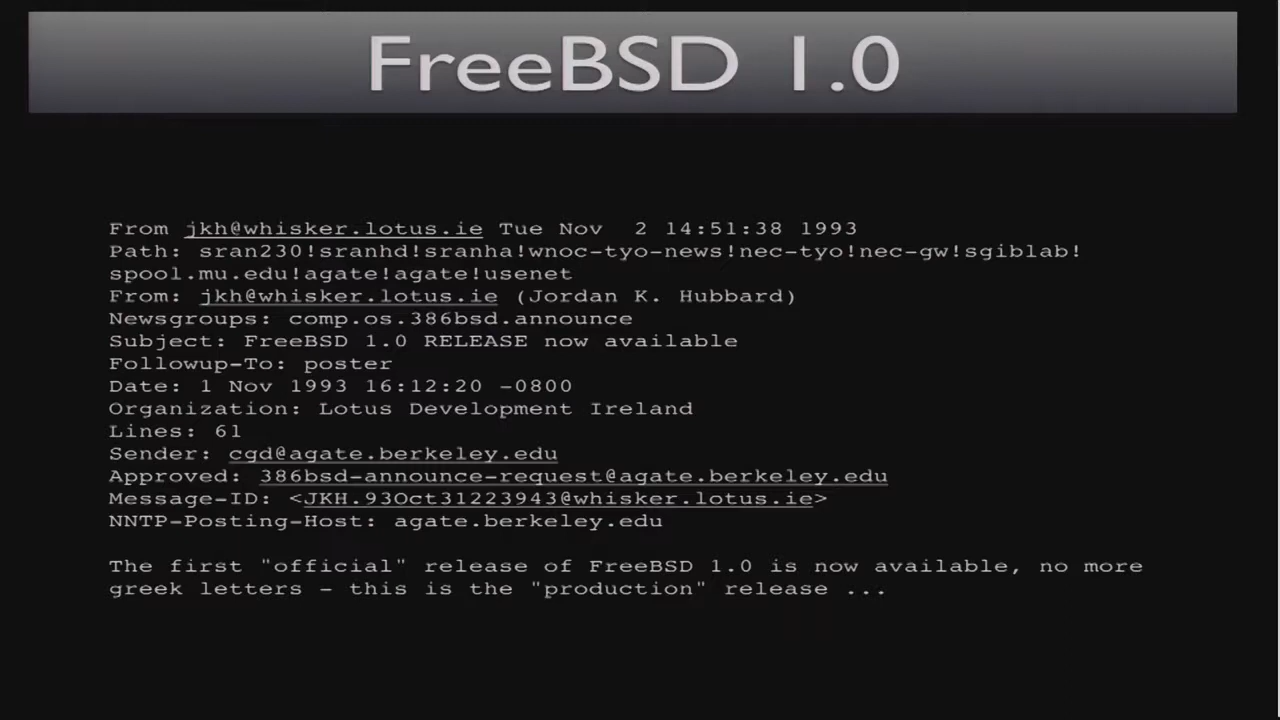 FreeBSD 1.0
From jkh@whisker.lotus.ie Tue Nov  2 14:51:38 1993
Path: sran230!sranhd!sranha!wnoc-tyo-news!nec-tyo!nec-gw!sgiblab!
spool.mu.edu!agate!agate!usenet
From: jkh@whisker.lotus.ie (Jordan K. Hubbard)
Newsgroups: comp.os.386bsd.announce
Subject: FreeBSD 1.0 RELEASE now available
Followup-To: poster
Date: 1 Nov 1993 16:12:20 -0800
Organization: Lotus Development Ireland
Lines: 61
Sender: cgd@agate.berkeley.edu
Approved: 386bsd-announce-request@agate.berkeley.edu
Message-ID: <JKH.93Oct31223943@whisker.lotus.ie>
NNTP-Posting-Host: agate.berkeley.edu
The first "official" release of FreeBSD 1.0 is now available, no more
greek letters - this is the "production" release ...